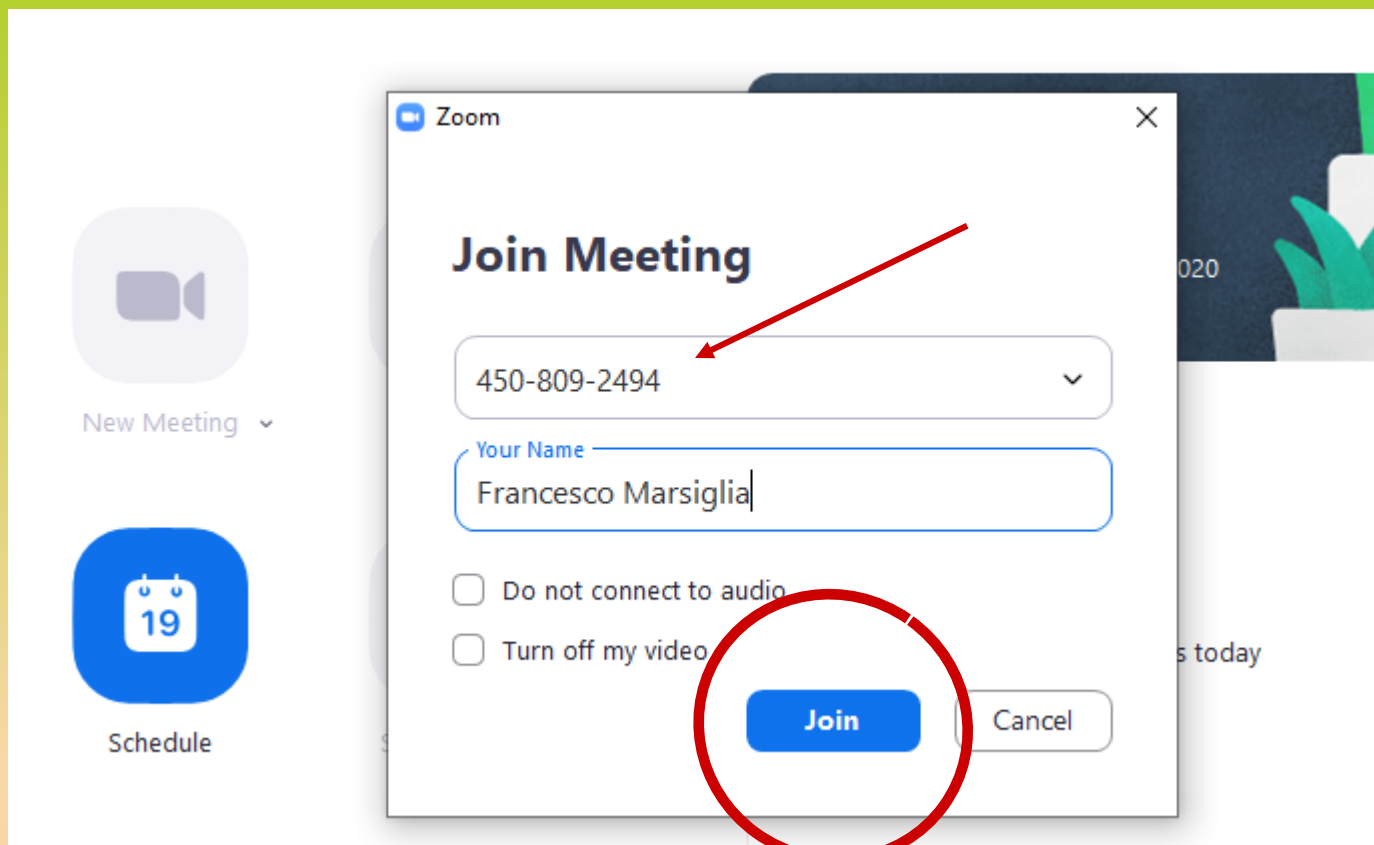 Zoom
Join Meeting
020
450-809-2494
New Meeting
Your Name
Francesco Marsiglia
Do not connect to audio
19
Turn off my video
s today
Join
Cancel
Schedule